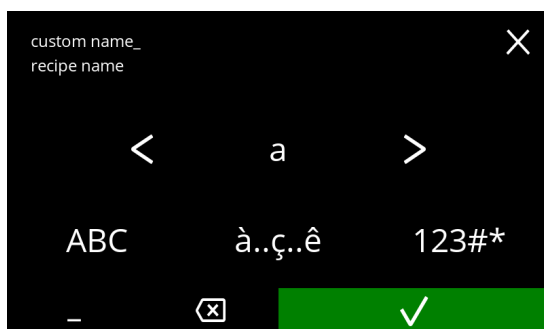 custom name_
recipe name
< a >
ABC à..ç..ê 123#*
_